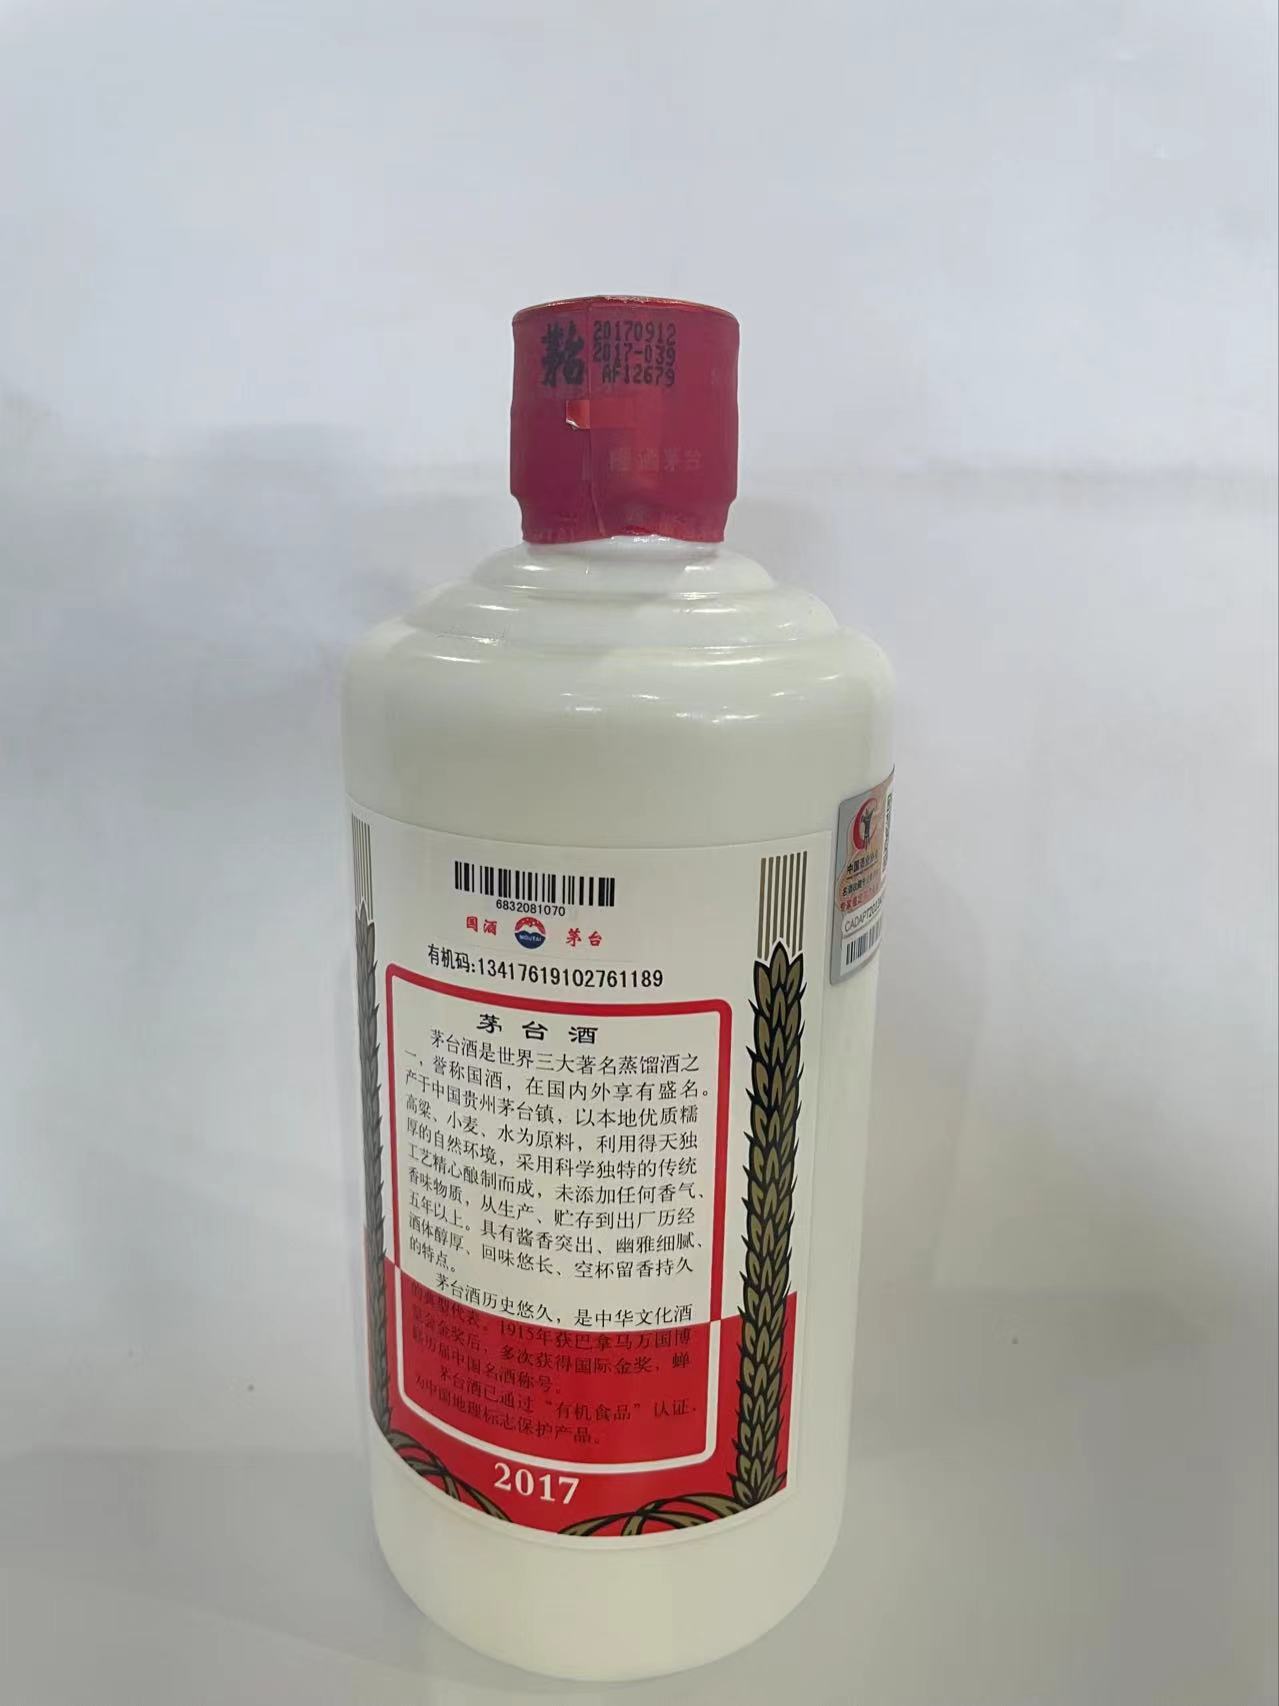 茅台
20170912
2017-039
AF12679
6832081070
国酒
MOUTAI
茅台
有机码:13417619102761189
茅台酒
茅台酒是世界三大著名蒸馏酒之
一，誉称国酒，在国内外享有盛名。
产于中国贵州茅台镇，以本地优质糯
高粱、小麦、水为原料，利用得天独
厚的自然环境，采用科学独特的传统
工艺精心酿制而成，未添加任何香气、
香味物质，从生产、贮存到出厂历经
五年以上。具有酱香突出、幽雅细腻、
酒体醇厚、回味悠长、空杯留香持久
的特点。
茅台酒历史悠久，是中华文化酒
的典型代表。1915年获巴拿马万国博
览会金奖后，多次获得国际金奖，蝉
联历届中国名酒称号。
茅台酒已通过“有机食品”认证，
为中国地理标志保护产品。
2017